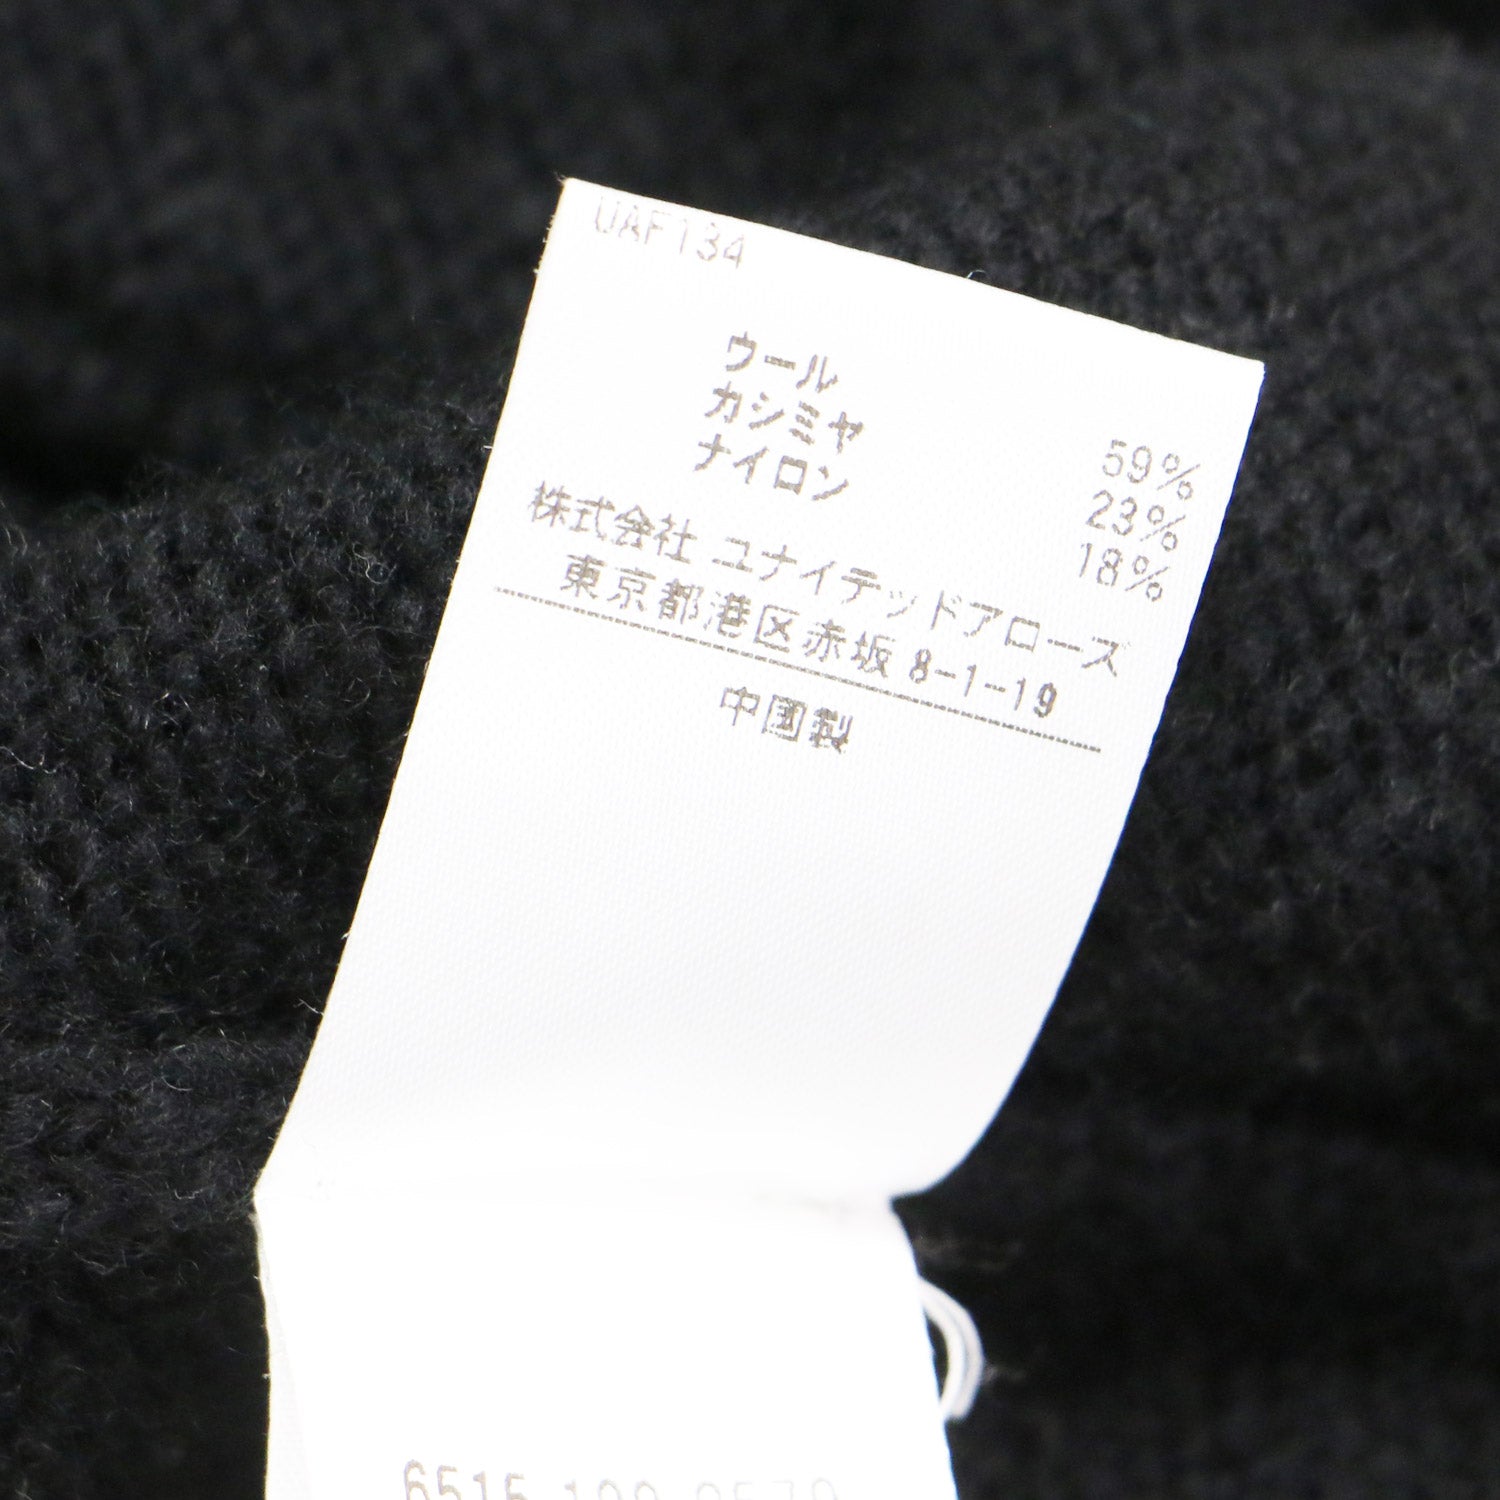 UAF134
ウール 59%
カシミヤ 23%
ナイロン 18%
株式会社 ユナイテッドアローズ
東京都港区赤坂 8-1-19
中国製
6515